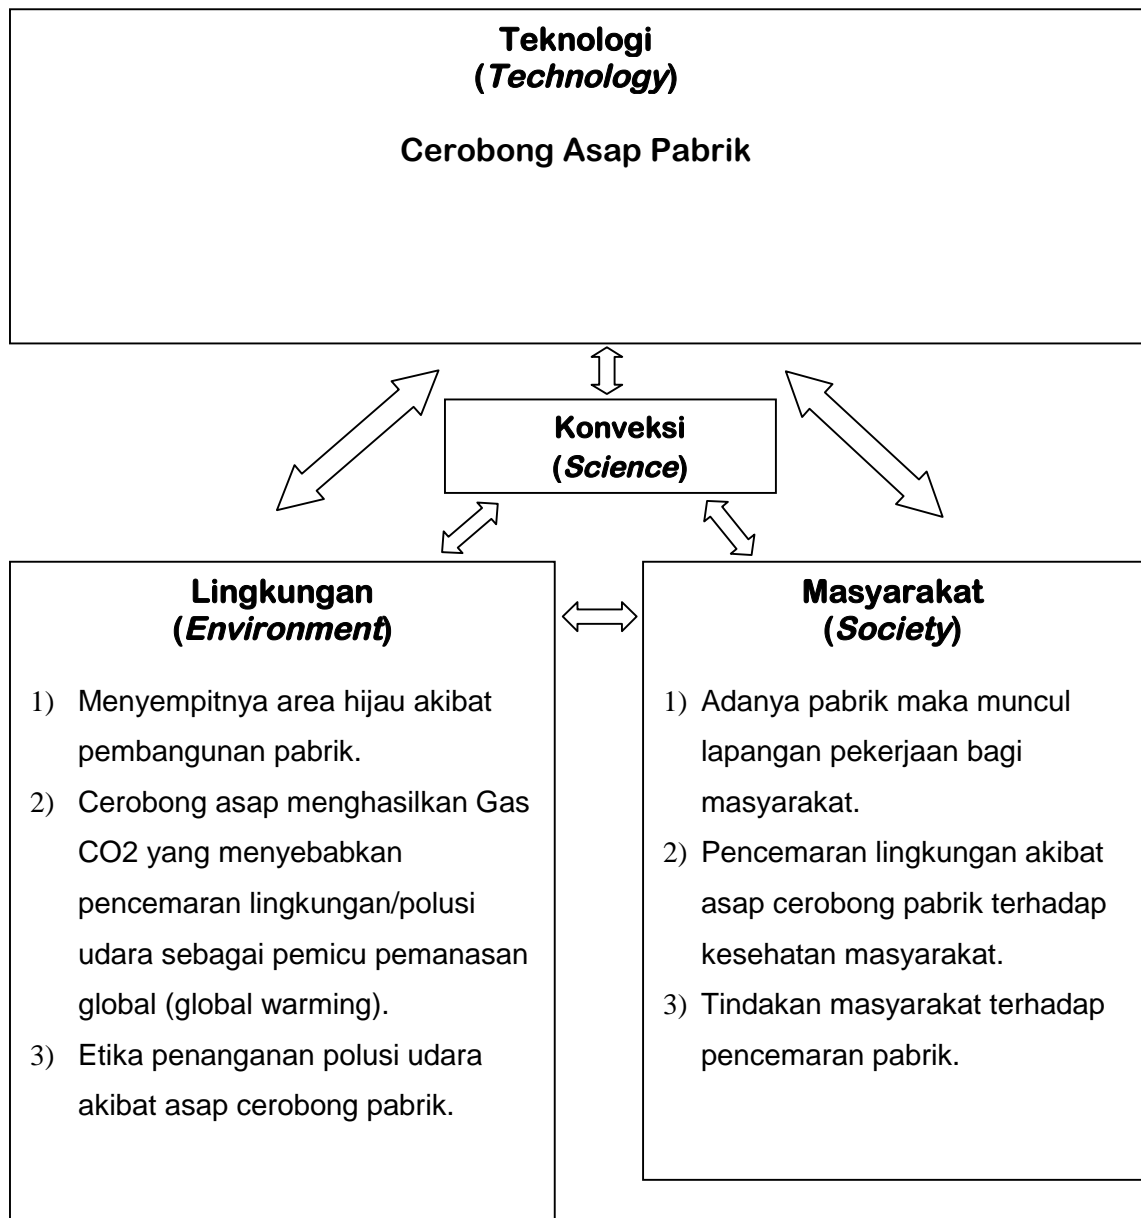 Teknologi
(Technology)
Cerobong Asap Pabrik
Konveksi
(Science)
Lingkungan
(Environment)
1) Menyempitnya area hijau akibat
pembangunan pabrik.
2) Cerobong asap menghasilkan Gas
CO2 yang menyebabkan
pencemaran lingkungan/polusi
udara sebagai pemicu pemanasan
global (global warming).
3) Etika penanganan polusi udara
akibat asap cerobong pabrik.
Masyarakat
(Society)
1) Adanya pabrik maka muncul
lapangan pekerjaan bagi
masyarakat.
2) Pencemaran lingkungan akibat
asap cerobong pabrik terhadap
kesehatan masyarakat.
3) Tindakan masyarakat terhadap
pencemaran pabrik.